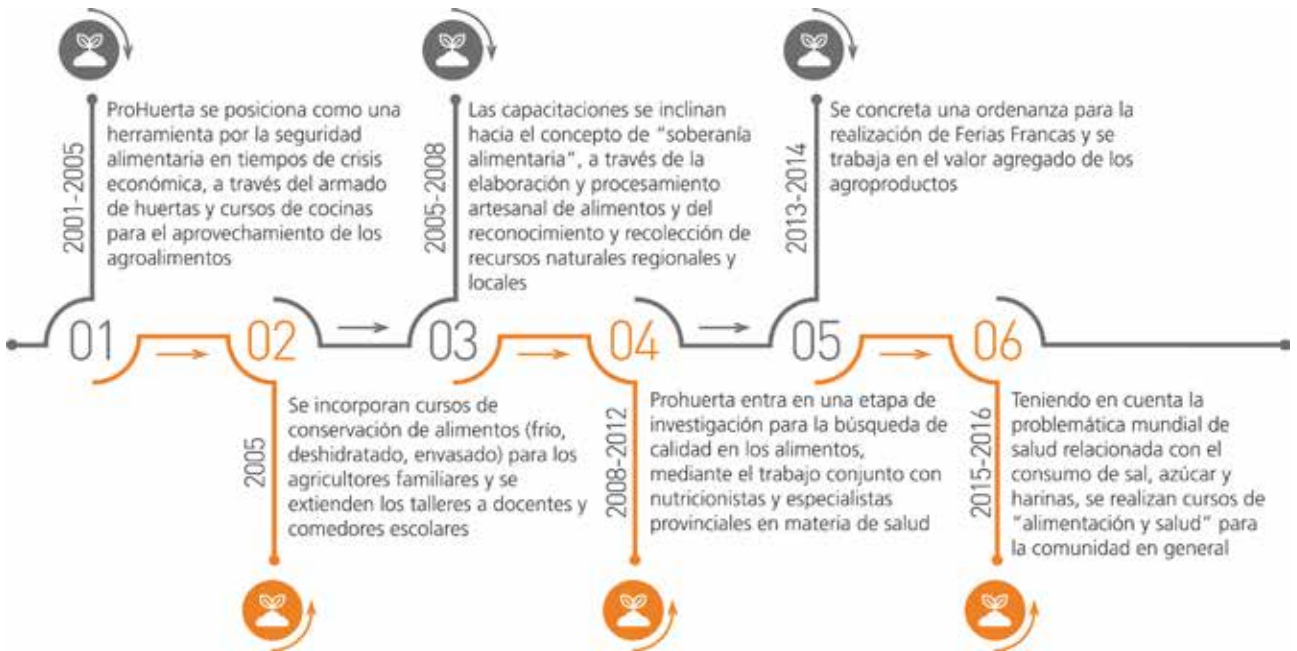 2001-2005
ProHuerta se posiciona como una
herramienta por la seguridad
alimentaria en tiempos de crisis
económica, a través del armado
de huertas y cursos de cocinas
para el aprovechamiento de los
agroalimentos
2005-2008
Las capacitaciones se inclinan
hacia el concepto de “soberanía
alimentaria”, a través de la
elaboración y procesamiento
artesanal de alimentos y del
reconocimiento y recolección de
recursos naturales regionales y
locales
2013-2014
Se concreta una ordenanza para la
realización de Ferias Francas y se
trabaja en el valor agregado de los
agroproductos
01
02
03
04
05
06
2005
Se incorporan cursos de
conservación de alimentos (frío,
deshidratado, envasado) para los
agricultores familiares y se
extienden los talleres a docentes y
comedores escolares
2008-2012
Prohuerta entra en una etapa de
investigación para la búsqueda de
calidad en los alimentos,
mediante el trabajo conjunto con
nutricionistas y especialistas
provinciales en materia de salud
2015-2016
Teniendo en cuenta la
problemática mundial de
salud relacionada con el
consumo de sal, azúcar y
harinas, se realizan cursos de
“alimentación y salud” para
la comunidad en general